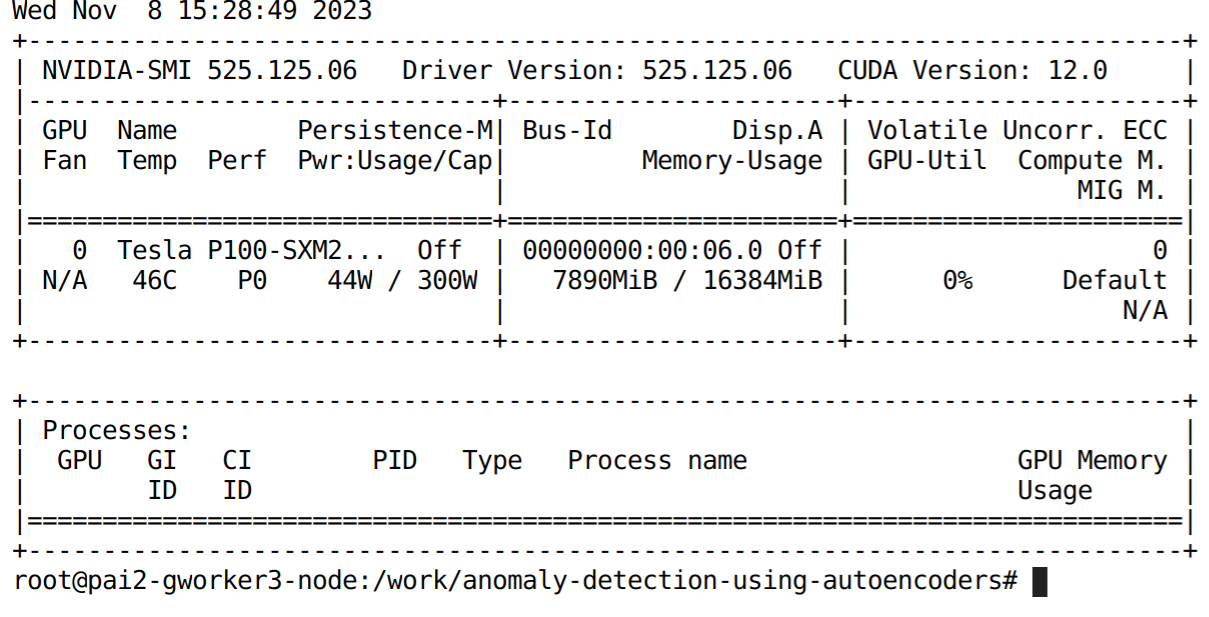 Wed Nov  8 15:28:49 2023
+-----------------------------------------------------------------------------+
| NVIDIA-SMI 525.125.06   Driver Version: 525.125.06   CUDA Version: 12.0     |
|-------------------------------+----------------------+----------------------+
| GPU  Name        Persistence-M| Bus-Id        Disp.A | Volatile Uncorr. ECC |
| Fan  Temp  Perf  Pwr:Usage/Cap|         Memory-Usage | GPU-Util  Compute M. |
|                               |                      |               MIG M. |
|===============================+======================+======================|
|   0  Tesla P100-SXM2...  Off  | 00000000:00:06.0 Off |                    0 |
| N/A   46C    P0    44W / 300W |   7890MiB / 16384MiB |      0%      Default |
|                               |                      |                  N/A |
+-------------------------------+----------------------+----------------------+

+-----------------------------------------------------------------------------+
| Processes:                                                                  |
|  GPU   GI   CI        PID   Type   Process name                  GPU Memory |
|        ID   ID                                                   Usage      |
|=============================================================================|
+-----------------------------------------------------------------------------+
root@pai2-gworker3-node:/work/anomaly-detection-using-autoencoders#